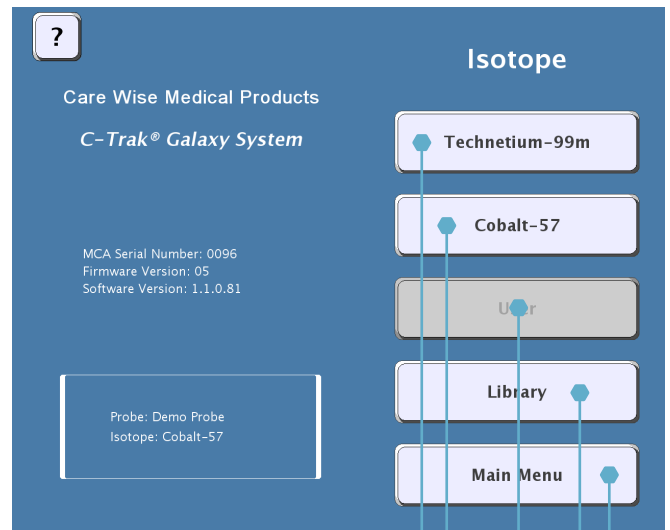 ?
Isotope
Care Wise Medical Products
C-Trak® Galaxy System
Technetium-99m
Cobalt-57
MCA Serial Number: 0096
Firmware Version: 05
Software Version: 1.1.0.81
User
Library
Probe: Demo Probe
Isotope: Cobalt-57
Main Menu